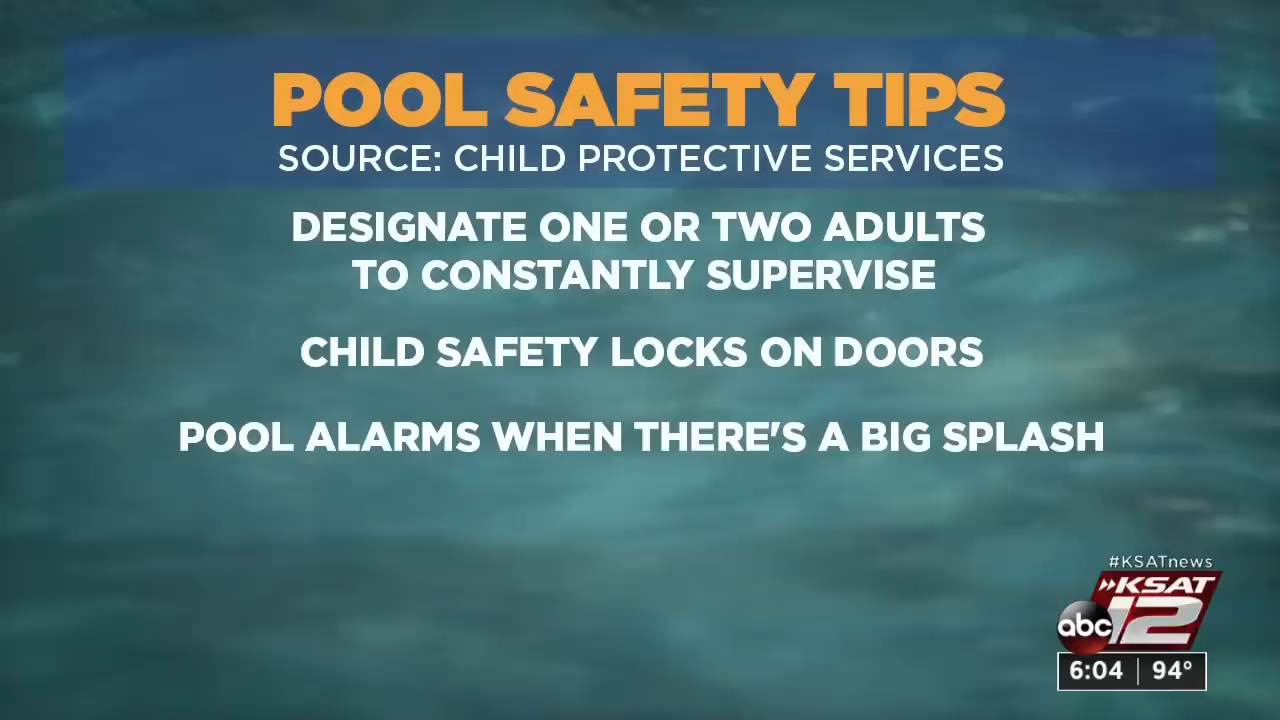 POOL SAFETY TIPS
SOURCE: CHILD PROTECTIVE SERVICES
DESIGNATE ONE OR TWO ADULTS
TO CONSTANTLY SUPERVISE
CHILD SAFETY LOCKS ON DOORS
POOL ALARMS WHEN THERE'S A BIG SPLASH
#KSATnews
KSAT
abc 12
6:04 94°